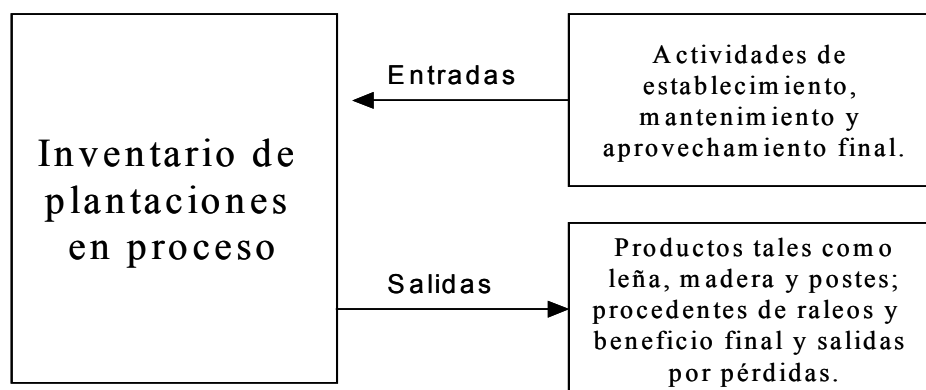 Inventario de
plantaciones
en proceso
Entradas
Actividades de
establecimiento,
mantenimiento y
aprovechamiento final.
Salidas
Productos tales como
leña, madera y postes;
procedentes de raleos y
beneficio final y salidas
por pérdidas.